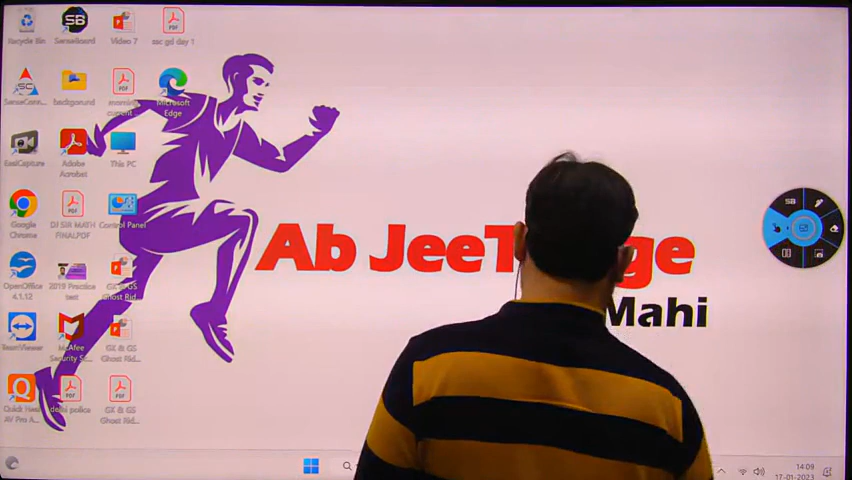 Recycle Bin
SenseBoard
Video 7
ssc gd day 1
SenseConn...
background
morning current ...
Microsoft Edge
EasiCapture
Adobe Acrobat
This PC
Google Chrome
DJ SIR MATH FINAL.PDF
Control Panel
OpenOffice 4.1.12
2019 Practice test
GK & GS Ghost Rid...
TeamViewer
McAfee Security Sc...
GK & GS Ghost Rid...
Quick Heal AV Pro A...
delhi police
GK & GS Ghost Rid...
Ab JeeT
ge
Mahi
SB
14:09
17-01-2023